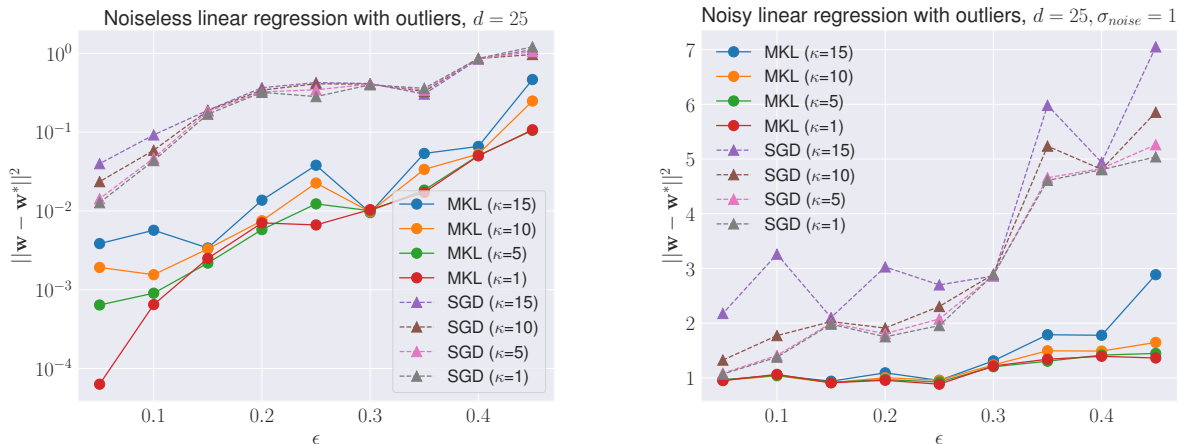 Noiseless linear regression with outliers, d = 25
10^0
10^{-1}
10^{-2}
10^{-3}
10^{-4}
||w − w*||^2
MKL (κ=15)
MKL (κ=10)
MKL (κ=5)
MKL (κ=1)
SGD (κ=15)
SGD (κ=10)
SGD (κ=5)
SGD (κ=1)
0.1 0.2 0.3 0.4
ϵ
Noisy linear regression with outliers, d = 25, σ_{noise} = 1
7
6
5
4
3
2
1
||w − w*||^2
MKL (κ=15)
MKL (κ=10)
MKL (κ=5)
MKL (κ=1)
SGD (κ=15)
SGD (κ=10)
SGD (κ=5)
SGD (κ=1)
0.1 0.2 0.3 0.4
ϵ